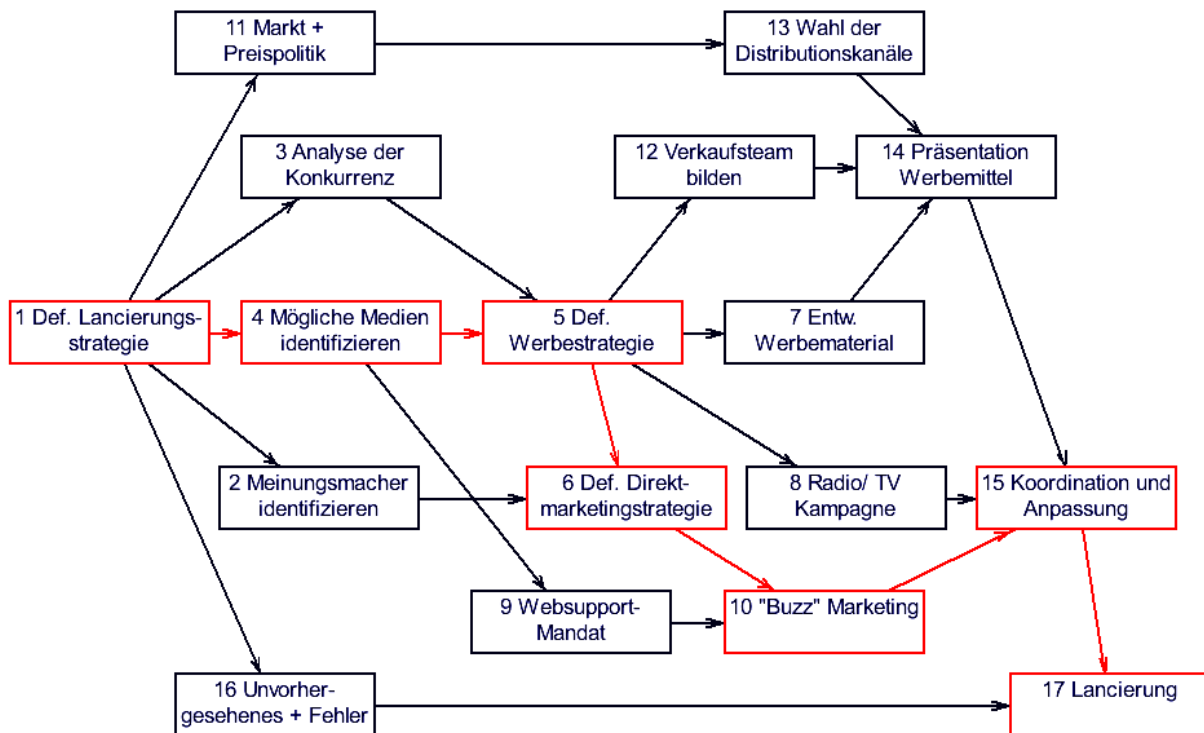 11 Markt +
Preispolitik
13 Wahl der
Distributionskanäle
3 Analyse der
Konkurrenz
12 Verkaufsteam
bilden
14 Präsentation
Werbemittel
1 Def. Lancierungs-
strategie
4 Mögliche Medien
identifizieren
5 Def.
Werbestrategie
7 Entw.
Werbematerial
2 Meinungsmacher
identifizieren
6 Def. Direkt-
marketingstrategie
8 Radio/ TV
Kampagne
15 Koordination und
Anpassung
9 Websupport-
Mandat
10 "Buzz" Marketing
16 Unvorher-
gesehenes + Fehler
17 Lancierung